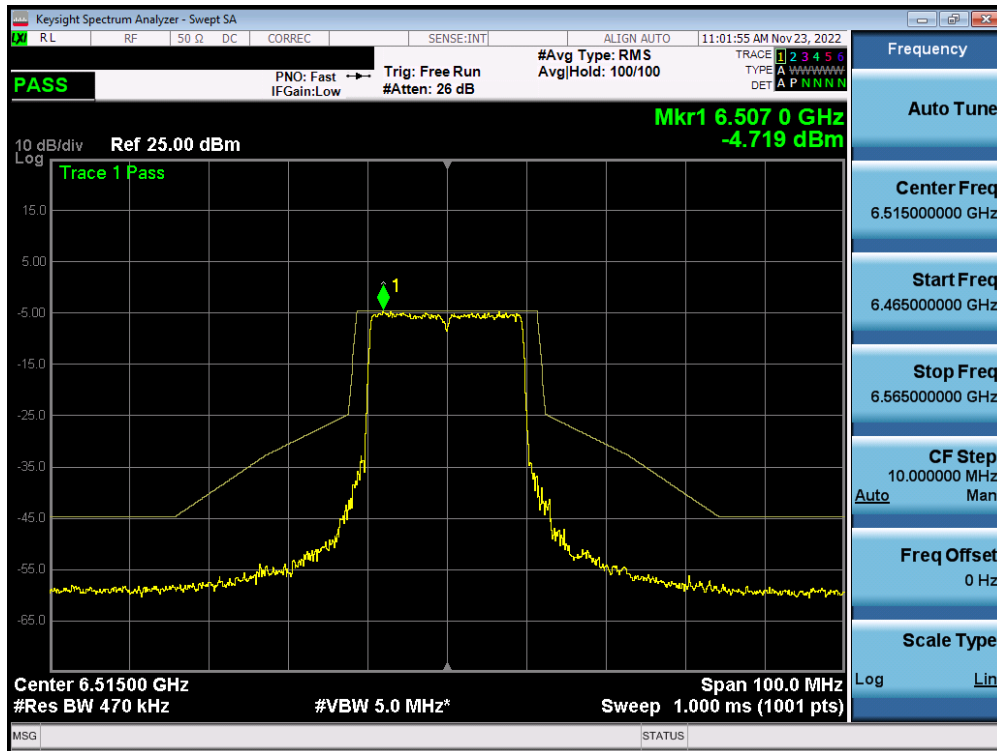 Keysight Spectrum Analyzer - Swept SA
LXI RL RF 50 Ω DC CORREC SENSE:INT ALIGN AUTO 11:01:55 AM Nov 23, 2022
PASS
PNO: Fast
IFGain:Low
Trig: Free Run
#Atten: 26 dB
#Avg Type: RMS
Avg|Hold: 100/100
TRACE 1 2 3 4 5 6
TYPE A WWWWW
DET A P N N N N
Mkr1 6.507 0 GHz
-4.719 dBm
10 dB/div Ref 25.00 dBm
Log
Trace 1 Pass
1
15.0
5.00
-5.00
-15.0
-25.0
-35.0
-45.0
-55.0
-65.0
Center 6.51500 GHz Span 100.0 MHz
#Res BW 470 kHz #VBW 5.0 MHz* Sweep 1.000 ms (1001 pts)
MSG STATUS
Frequency
Auto Tune
Center Freq
6.515000000 GHz
Start Freq
6.465000000 GHz
Stop Freq
6.565000000 GHz
CF Step
10.000000 MHz
Auto Man
Freq Offset
0 Hz
Scale Type
Log Lin